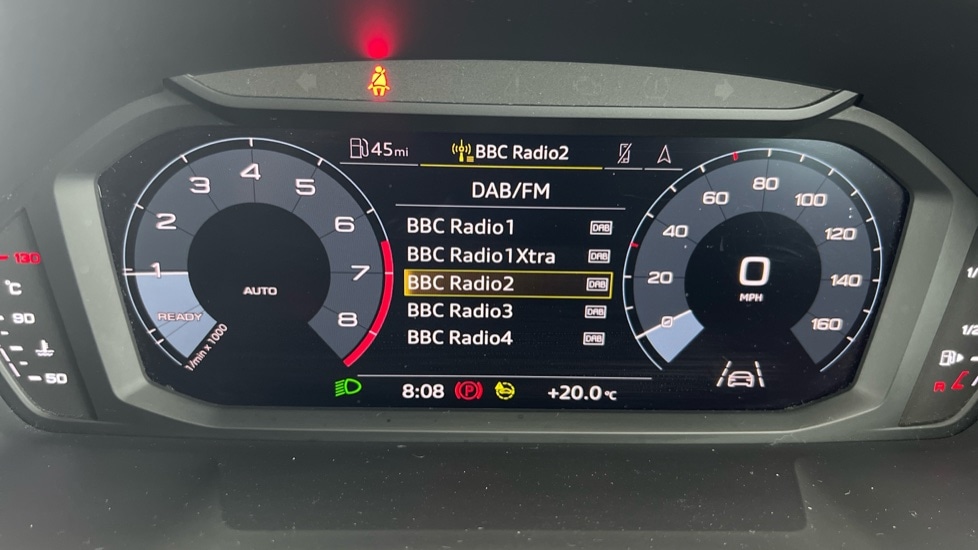 45mi
BBC Radio2
DAB/FM
BBC Radio1 DAB
BBC Radio1Xtra DAB
BBC Radio2 DAB
BBC Radio3 DAB
BBC Radio4 DAB
1 2 3 4 5 6 7 8
AUTO
READY
1/min x 1000
0 20 40 60 80 100 120 140 160
0
MPH
8:08 P +20.0°C
130
°C
90
50
1/2
R